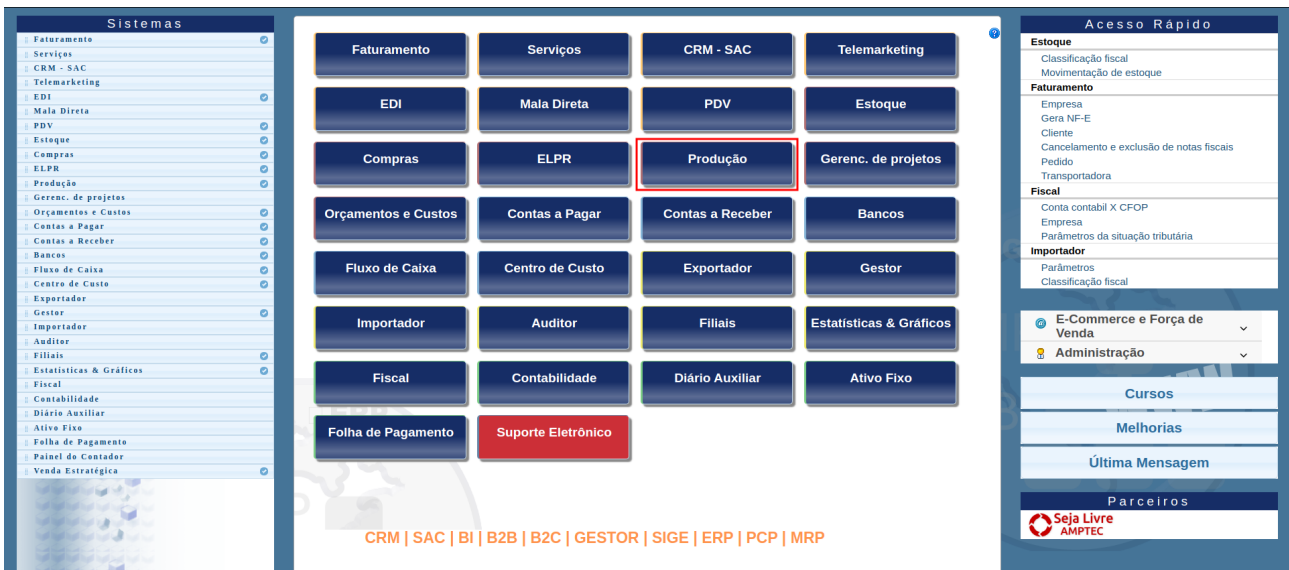 Sistemas
Faturamento
Serviços
CRM - SAC
Telemarketing
EDI
Mala Direta
PDV
Estoque
Compras
ELPR
Produção
Gerenc. de projetos
Orçamentos e Custos
Contas a Pagar
Contas a Receber
Bancos
Fluxo de Caixa
Centro de Custo
Exportador
Gestor
Importador
Auditor
Filiais
Estatísticas & Gráficos
Fiscal
Contabilidade
Diário Auxiliar
Ativo Fixo
Folha de Pagamento
Painel do Contador
Venda Estratégica
Faturamento Serviços CRM - SAC Telemarketing
EDI Mala Direta PDV Estoque
Compras ELPR Produção Gerenc. de projetos
Orçamentos e Custos Contas a Pagar Contas a Receber Bancos
Fluxo de Caixa Centro de Custo Exportador Gestor
Importador Auditor Filiais Estatísticas & Gráficos
Fiscal Contabilidade Diário Auxiliar Ativo Fixo
Folha de Pagamento Suporte Eletrônico
CRM | SAC | BI | B2B | B2C | GESTOR | SIGE | ERP | PCP | MRP
Acesso Rápido
Estoque
Classificação fiscal
Movimentação de estoque
Faturamento
Empresa
Gera NF-E
Cliente
Cancelamento e exclusão de notas fiscais
Pedido
Transportadora
Fiscal
Conta contabil X CFOP
Empresa
Parâmetros da situação tributária
Importador
Parâmetros
Classificação fiscal
E-Commerce e Força de
Venda
Administração
Cursos
Melhorias
Última Mensagem
Parceiros
Seja Livre
AMPTEC